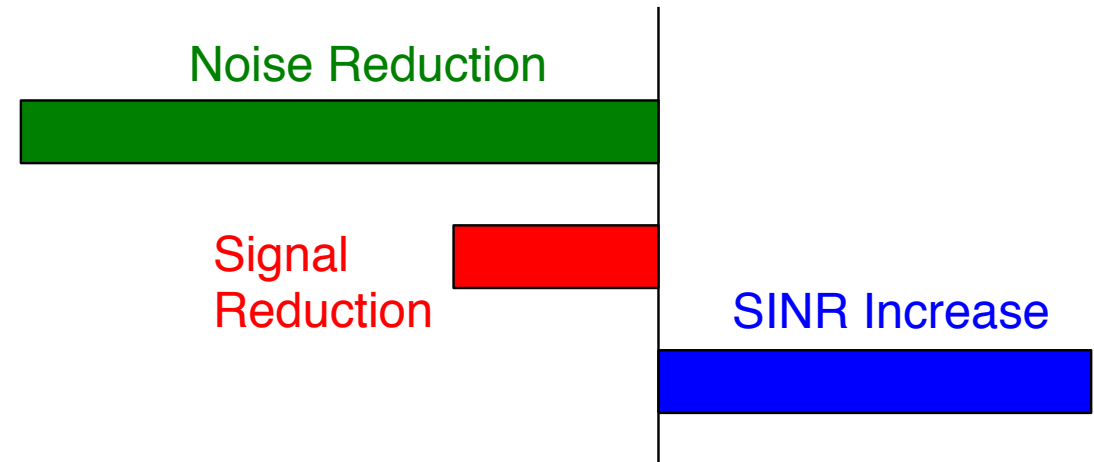 Noise Reduction
Signal
Reduction
SINR Increase